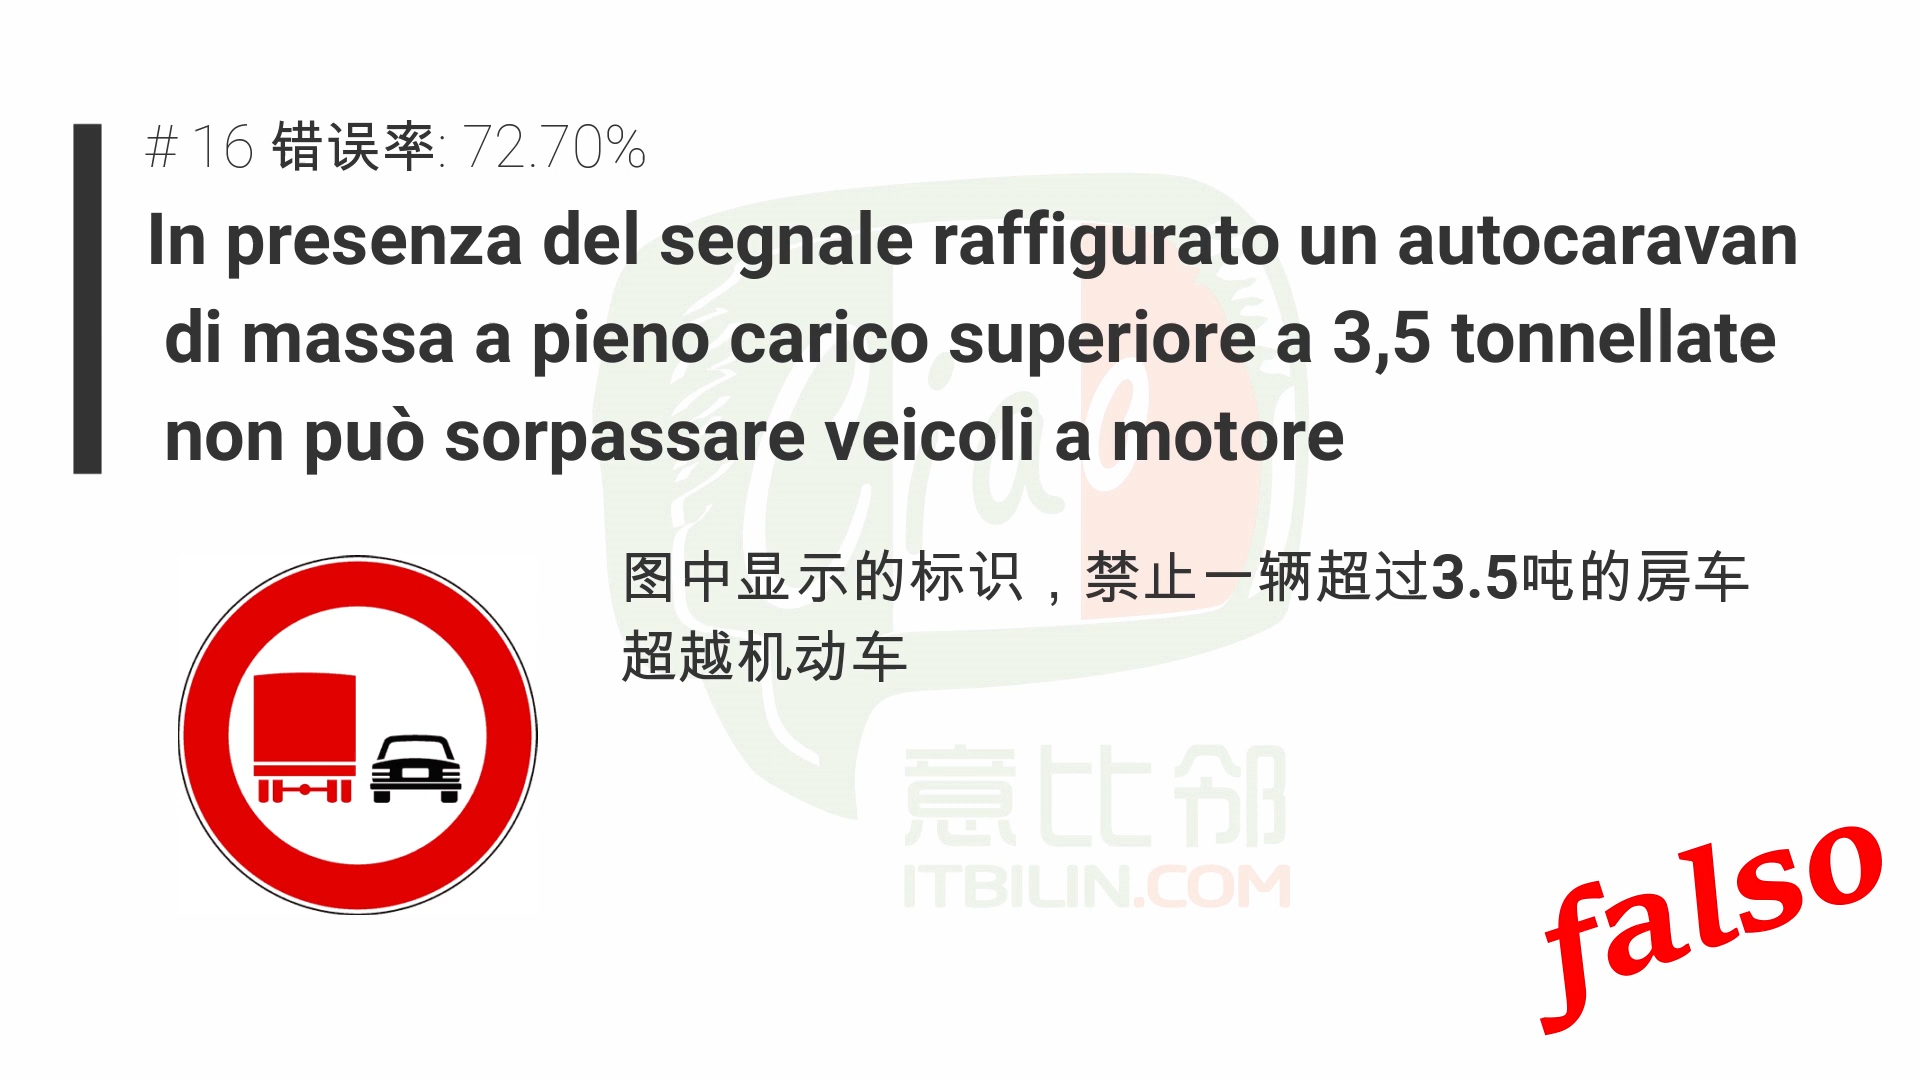 # 16 错误率: 72.70%
In presenza del segnale raffigurato un autocaravan
di massa a pieno carico superiore a 3,5 tonnellate
non può sorpassare veicoli a motore
图中显示的标识，禁止一辆超过3.5吨的房车
超越机动车
Ciao
意比邻
ITBILIN.COM
falso